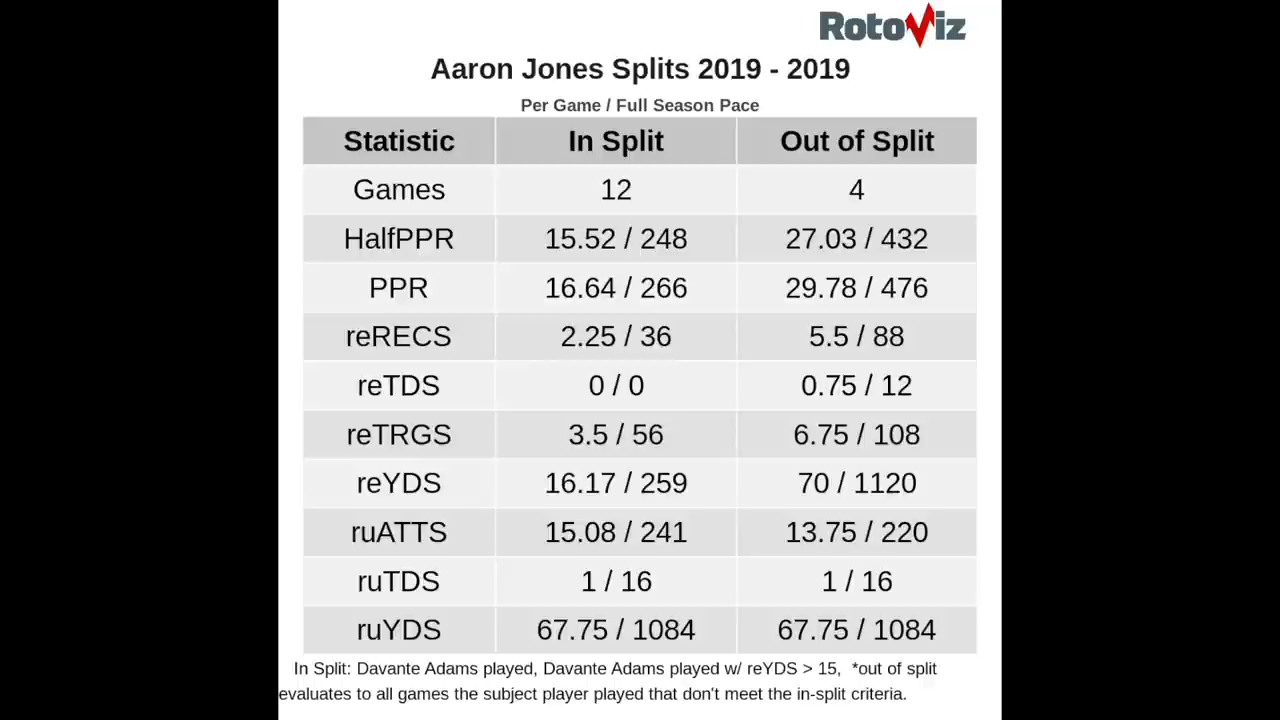 RotoViz
Aaron Jones Splits 2019 - 2019
Per Game / Full Season Pace
Statistic In Split Out of Split
Games 12 4
HalfPPR 15.52 / 248 27.03 / 432
PPR 16.64 / 266 29.78 / 476
reRECS 2.25 / 36 5.5 / 88
reTDS 0 / 0 0.75 / 12
reTRGS 3.5 / 56 6.75 / 108
reYDS 16.17 / 259 70 / 1120
ruATTS 15.08 / 241 13.75 / 220
ruTDS 1 / 16 1 / 16
ruYDS 67.75 / 1084 67.75 / 1084
In Split: Davante Adams played, Davante Adams played w/ reYDS > 15, *out of split
evaluates to all games the subject player played that don't meet the in-split criteria.